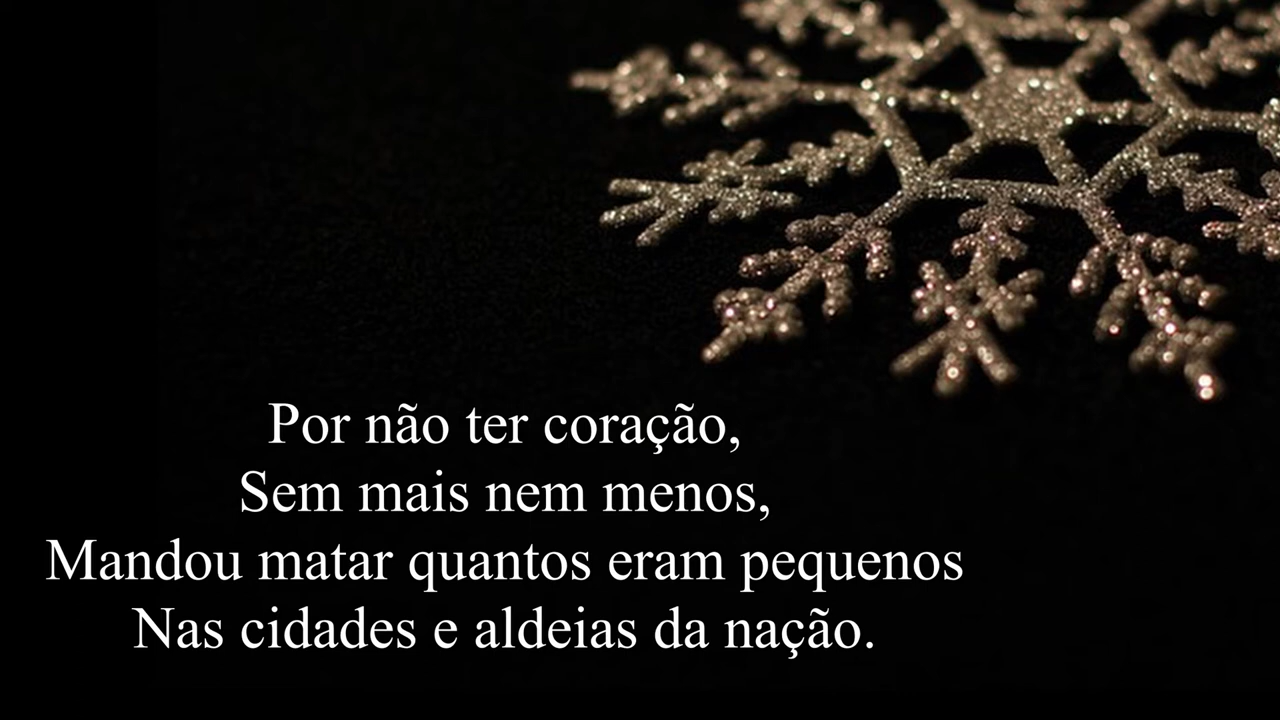 Por não ter coração,
Sem mais nem menos,
Mandou matar quantos eram pequenos
Nas cidades e aldeias da nação.